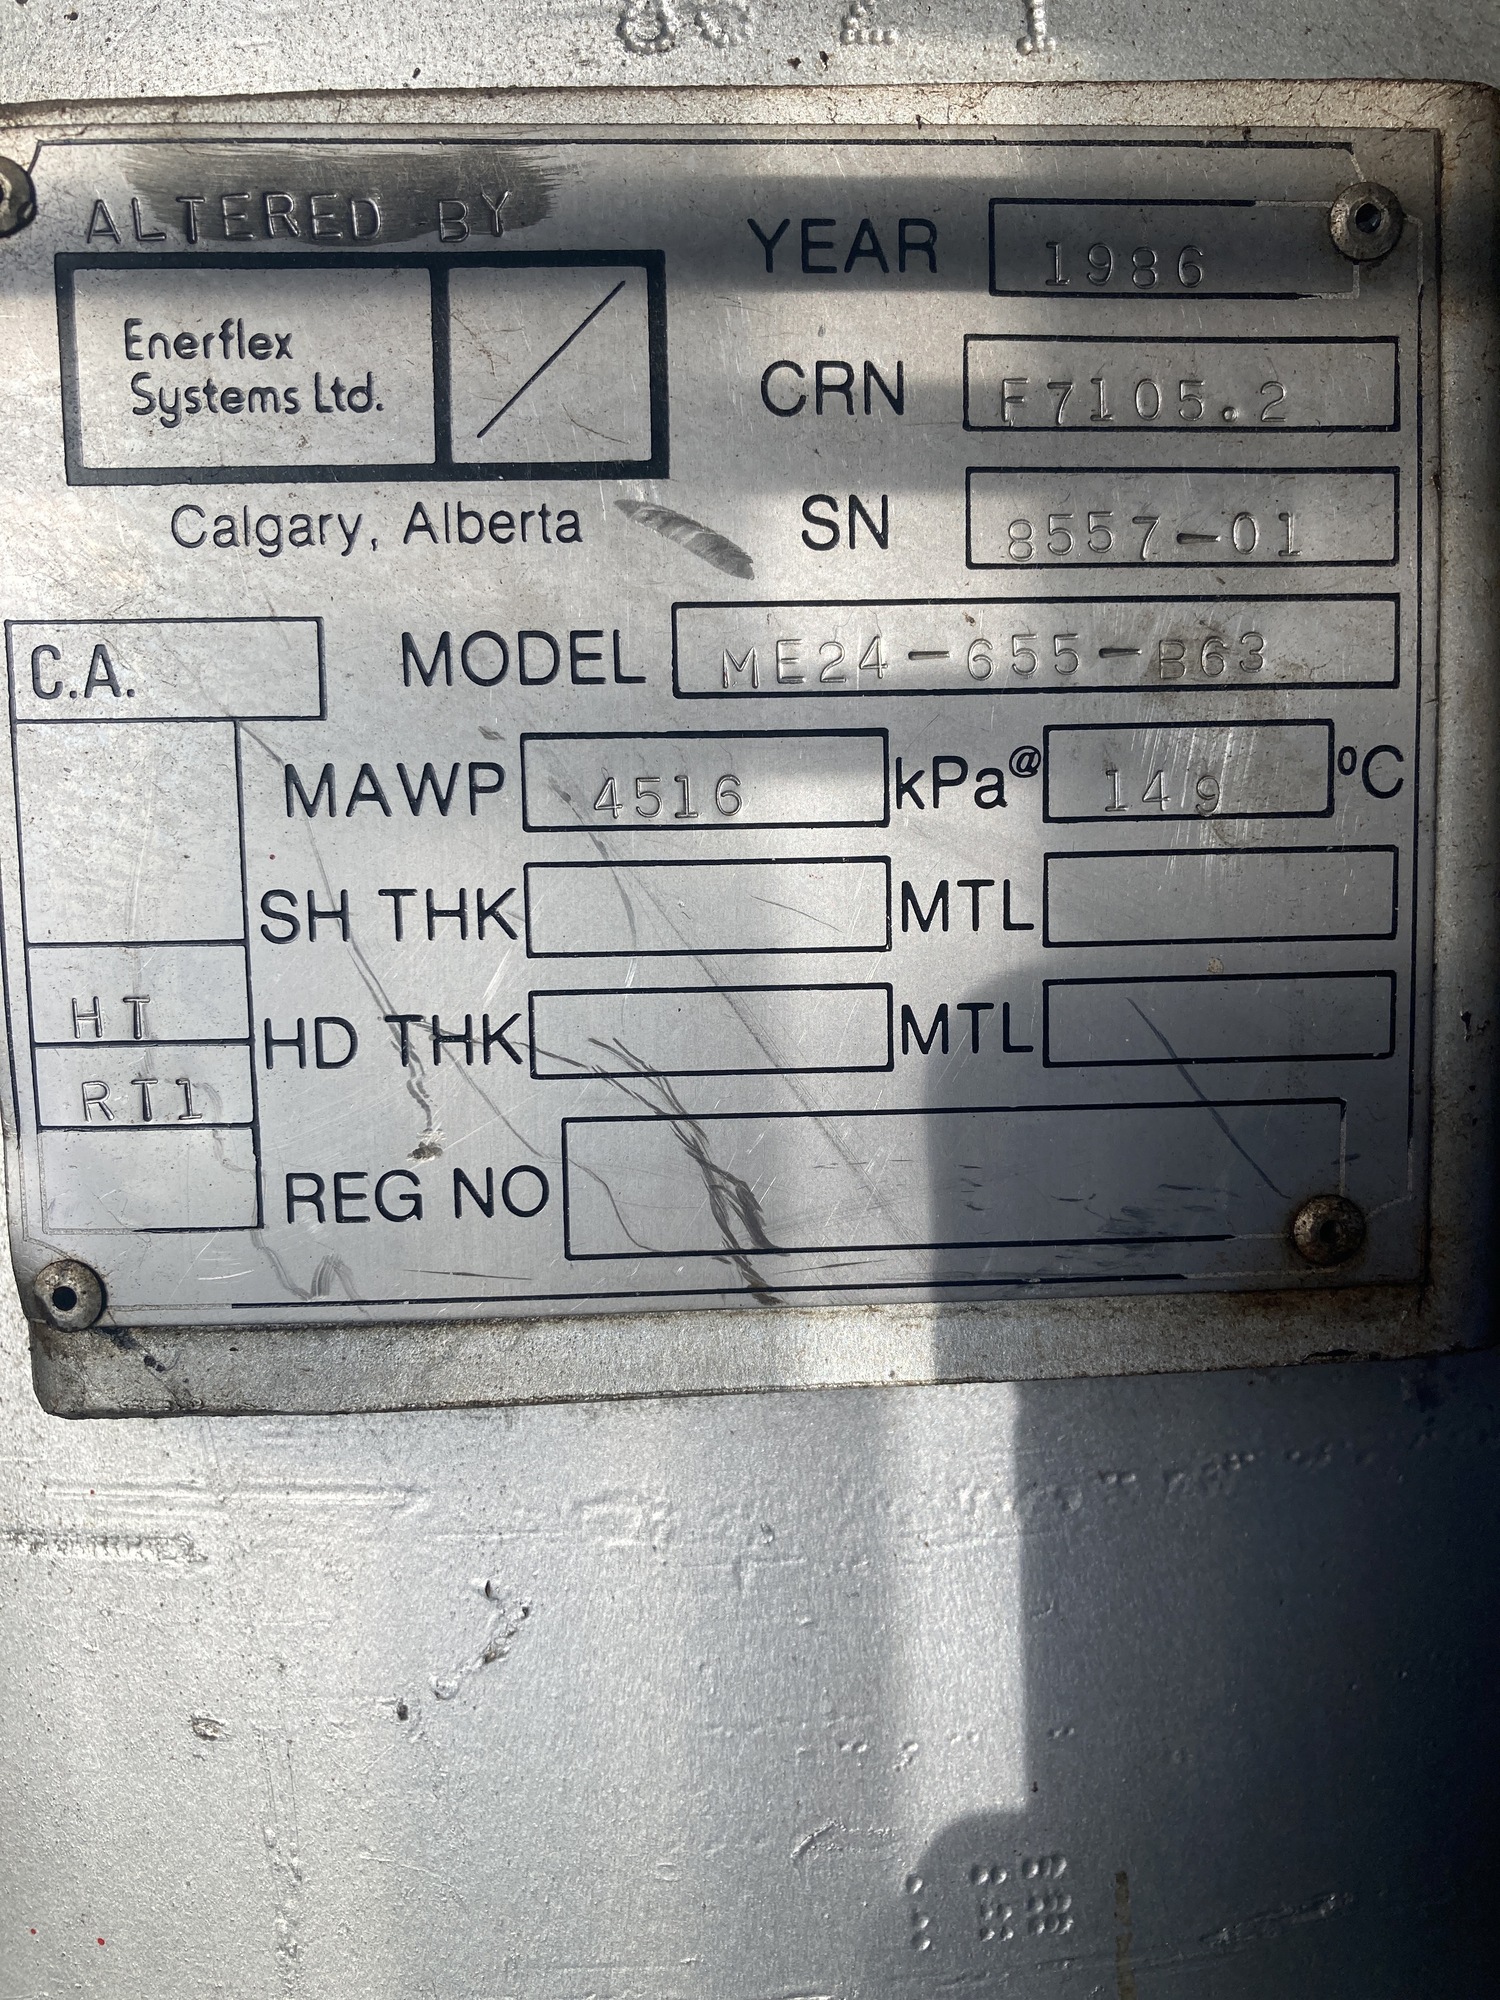 ALTERED BY
Enerflex
Systems Ltd.
Calgary, Alberta
YEAR 1986
CRN F7105.2
SN 8557-01
C.A. MODEL ME24-655-B63
MAWP 4516 kPa@ 149 ºC
SH THK MTL
HT
HD THK MTL
RT1
REG NO